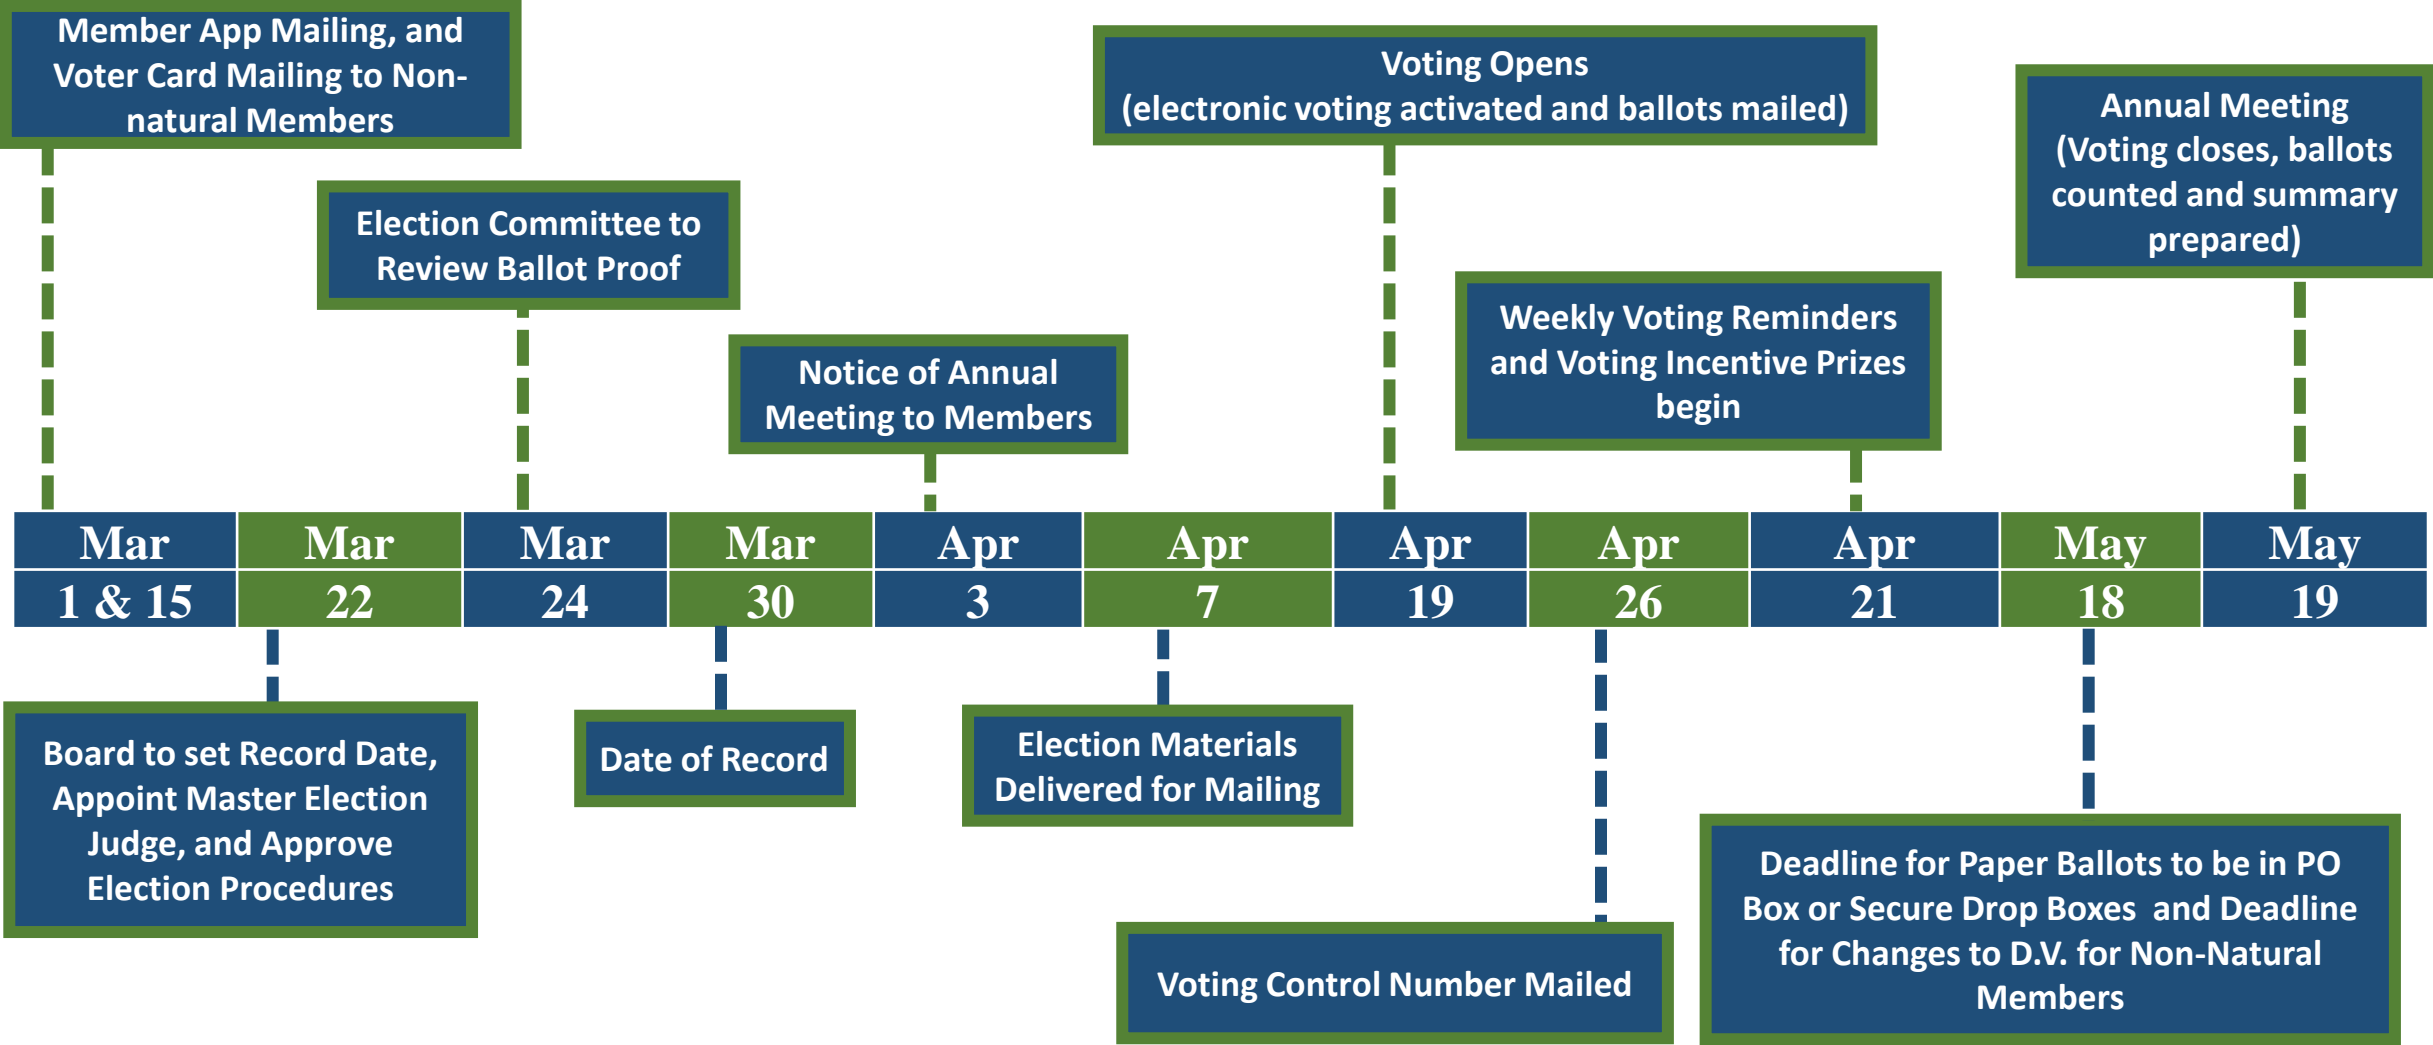 Member App Mailing, and
Voter Card Mailing to Non-
natural Members
Election Committee to
Review Ballot Proof
Notice of Annual
Meeting to Members
Voting Opens
(electronic voting activated and ballots mailed)
Weekly Voting Reminders
and Voting Incentive Prizes
begin
Annual Meeting
(Voting closes, ballots
counted and summary
prepared)
Mar Mar Mar Mar Apr Apr Apr Apr Apr May May
1 & 15 22 24 30 3 7 19 26 21 18 19
Board to set Record Date,
Appoint Master Election
Judge, and Approve
Election Procedures
Date of Record
Election Materials
Delivered for Mailing
Voting Control Number Mailed
Deadline for Paper Ballots to be in PO
Box or Secure Drop Boxes and Deadline
for Changes to D.V. for Non-Natural
Members